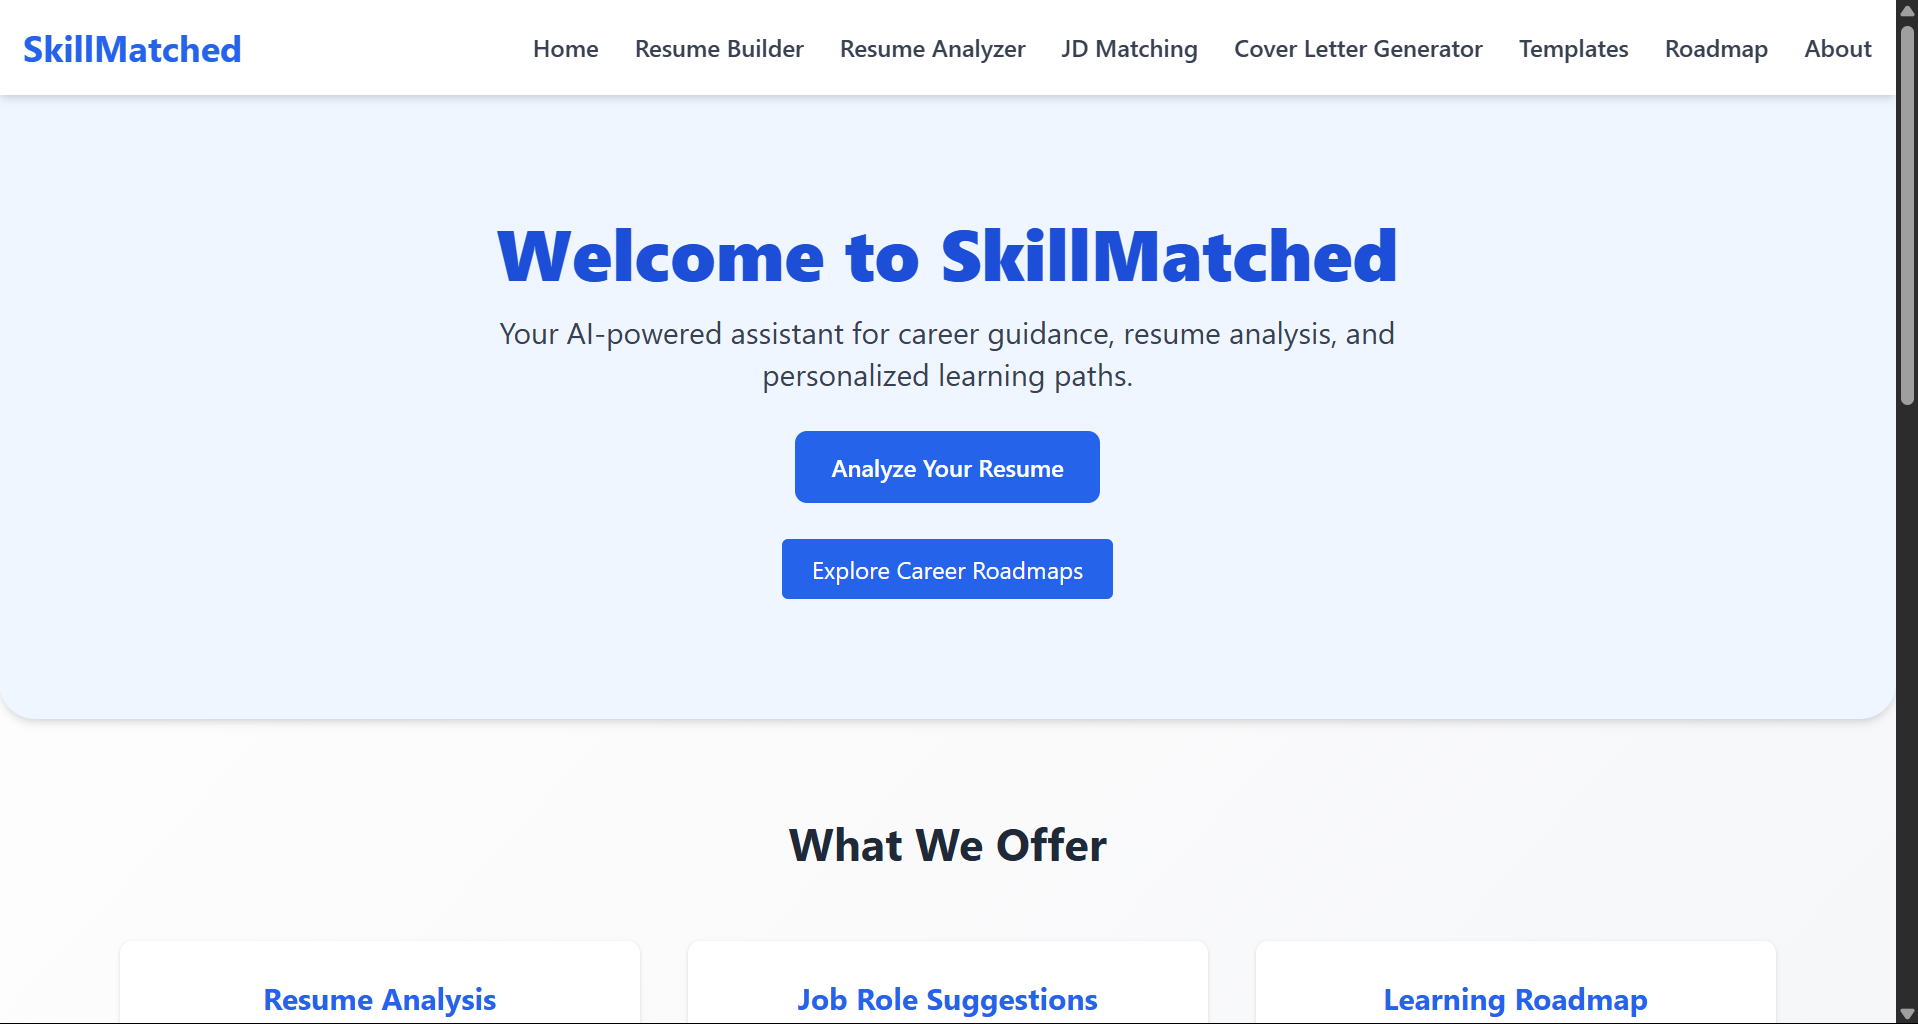 SkillMatched
Home
Resume Builder
Resume Analyzer
JD Matching
Cover Letter Generator
Templates
Roadmap
About
Welcome to SkillMatched
Your AI-powered assistant for career guidance, resume analysis, and
personalized learning paths.
Analyze Your Resume
Explore Career Roadmaps
What We Offer
Resume Analysis
Job Role Suggestions
Learning Roadmap